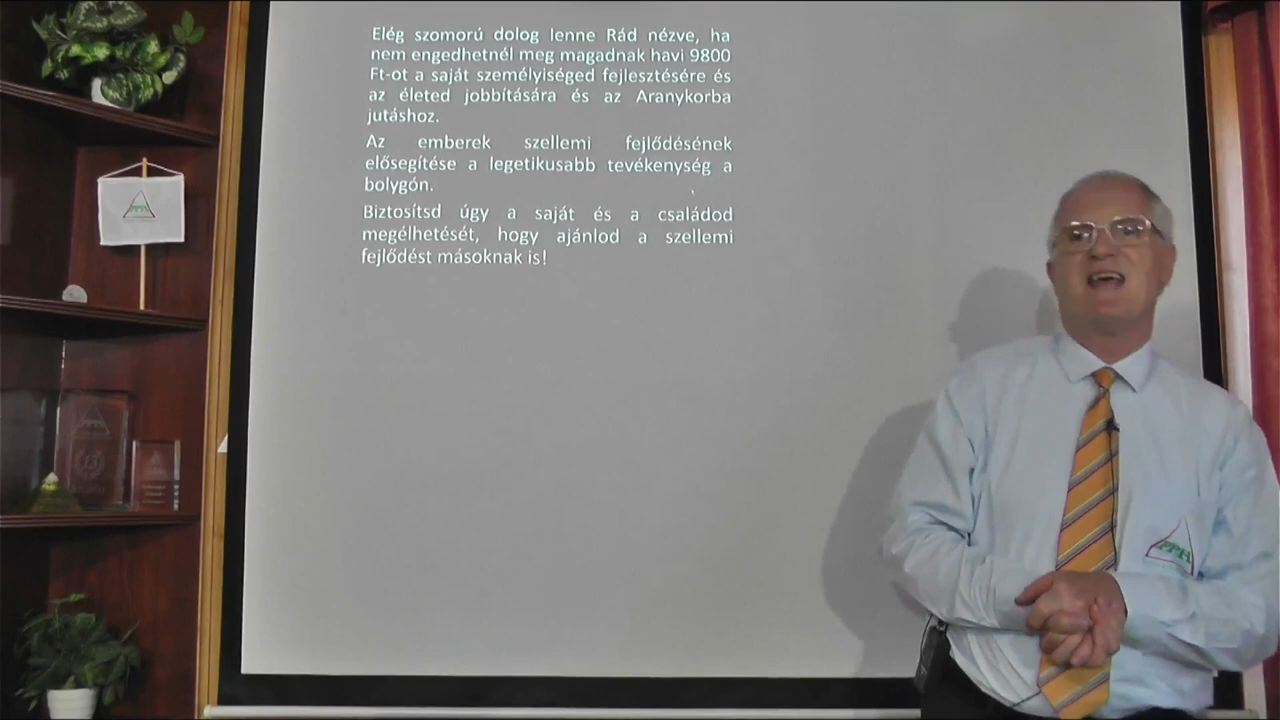 Elég szomorú dolog lenne Rád nézve, ha
nem engedhetnél meg magadnak havi 9800
Ft-ot a saját személyiséged fejlesztésére és
az életed jobbítására és az Aranykorba
jutáshoz.
Az emberek szellemi fejlődésének
elősegítése a legetikusabb tevékenység a
bolygón.
Biztosítsd úgy a saját és a családod
megélhetését, hogy ajánlod a szellemi
fejlődést másoknak is!